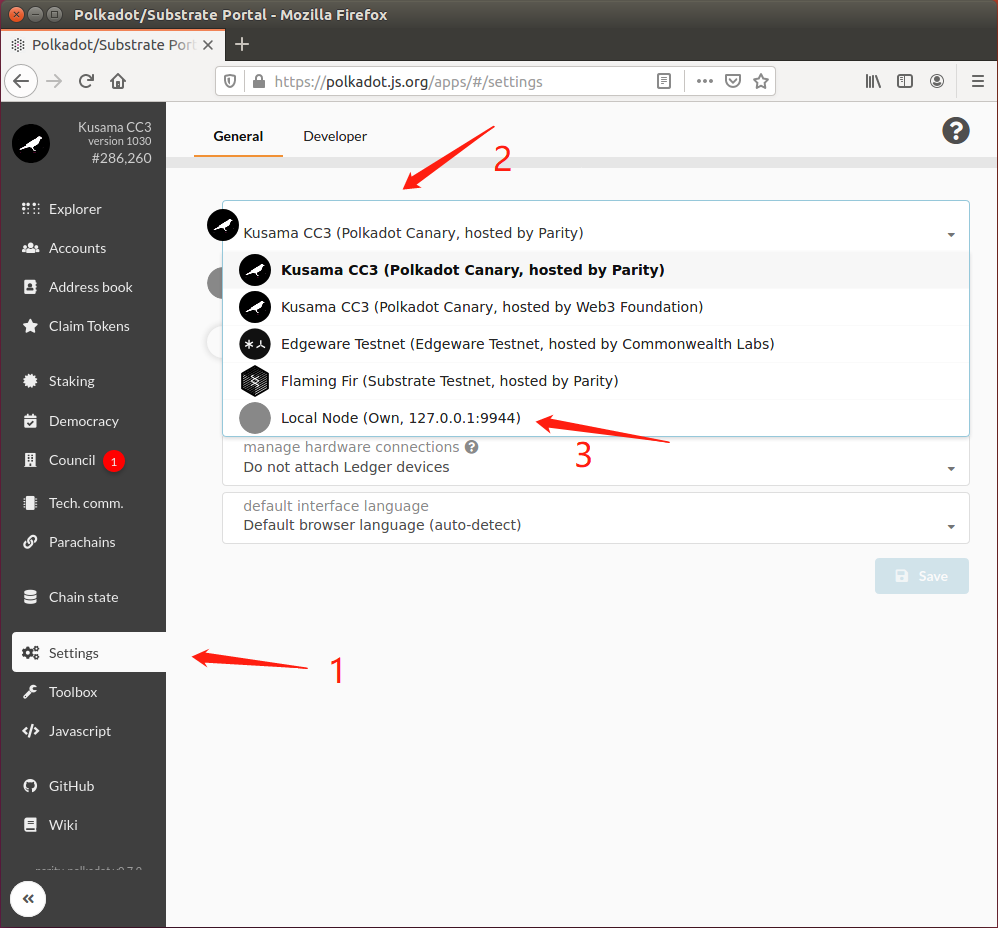 Polkadot/Substrate Portal - Mozilla Firefox
Polkadot/Substrate Port
https://polkadot.js.org/apps/#/settings
Kusama CC3
version 1030
#286,260
Explorer
Accounts
Address book
Claim Tokens
Staking
Democracy
Council 1
Tech. comm.
Parachains
Chain state
Settings
Toolbox
Javascript
GitHub
Wiki
General
Developer
?
2
Kusama CC3 (Polkadot Canary, hosted by Parity)
Kusama CC3 (Polkadot Canary, hosted by Parity)
Kusama CC3 (Polkadot Canary, hosted by Web3 Foundation)
Edgeware Testnet (Edgeware Testnet, hosted by Commonwealth Labs)
Flaming Fir (Substrate Testnet, hosted by Parity)
Local Node (Own, 127.0.0.1:9944)
3
manage hardware connections ?
Do not attach Ledger devices
default interface language
Default browser language (auto-detect)
Save
1